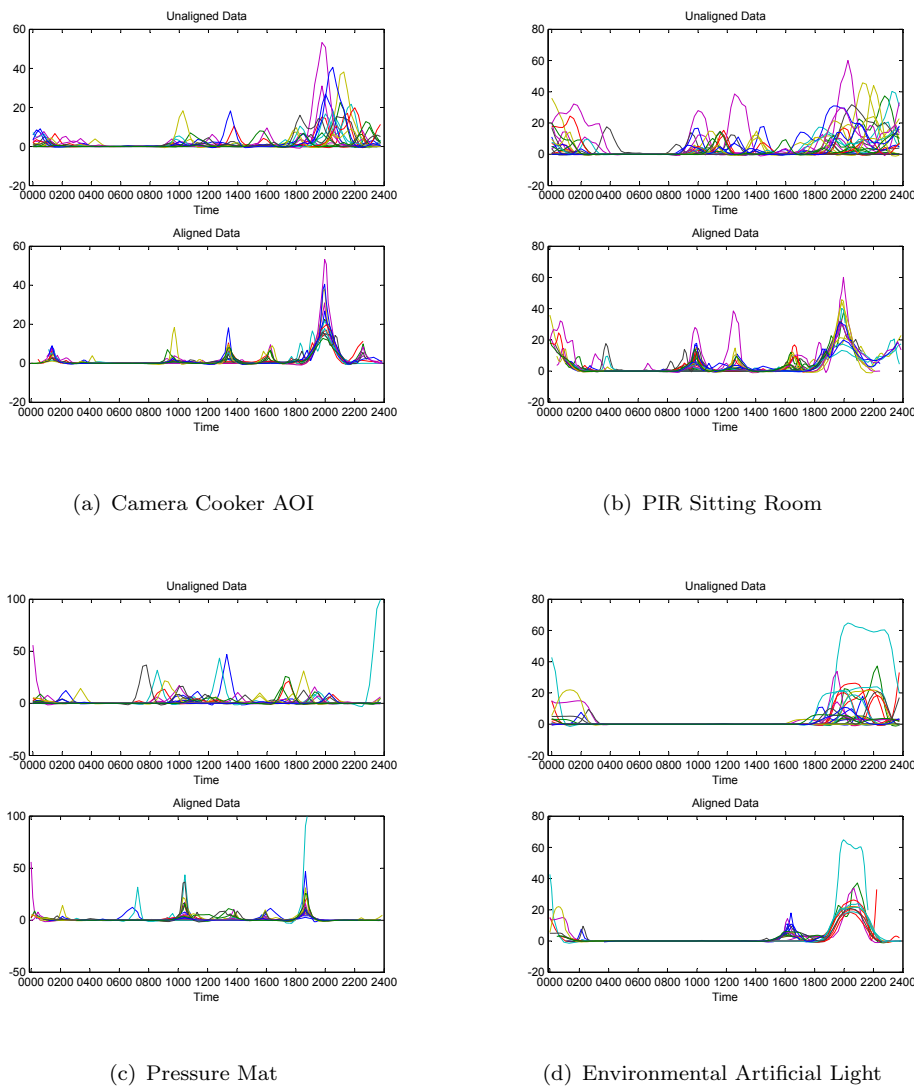 Unaligned Data
60
40
20
0
-20
0000 0200 0400 0600 0800 1000 1200 1400 1600 1800 2000 2200 2400
Time
Aligned Data
60
40
20
0
-20
0000 0200 0400 0600 0800 1000 1200 1400 1600 1800 2000 2200 2400
Time
(a) Camera Cooker AOI
Unaligned Data
80
60
40
20
0
-20
0000 0200 0400 0600 0800 1000 1200 1400 1600 1800 2000 2200 2400
Time
Aligned Data
80
60
40
20
0
-20
0000 0200 0400 0600 0800 1000 1200 1400 1600 1800 2000 2200 2400
Time
(b) PIR Sitting Room
Unaligned Data
100
50
0
-50
0000 0200 0400 0600 0800 1000 1200 1400 1600 1800 2000 2200 2400
Time
Aligned Data
100
50
0
-50
0000 0200 0400 0600 0800 1000 1200 1400 1600 1800 2000 2200 2400
Time
(c) Pressure Mat
Unaligned Data
80
60
40
20
0
-20
0000 0200 0400 0600 0800 1000 1200 1400 1600 1800 2000 2200 2400
Time
Aligned Data
80
60
40
20
0
-20
0000 0200 0400 0600 0800 1000 1200 1400 1600 1800 2000 2200 2400
Time
(d) Environmental Artificial Light